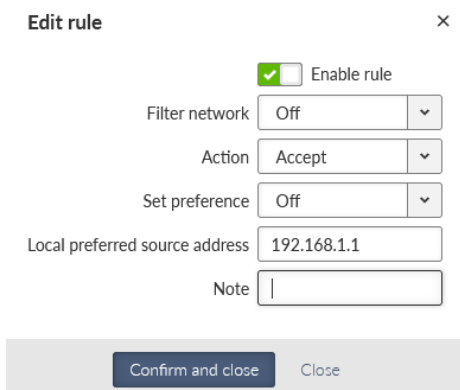 Edit rule
Enable rule
Filter network Off
Action Accept
Set preference Off
Local preferred source address 192.168.1.1
Note
Confirm and close Close